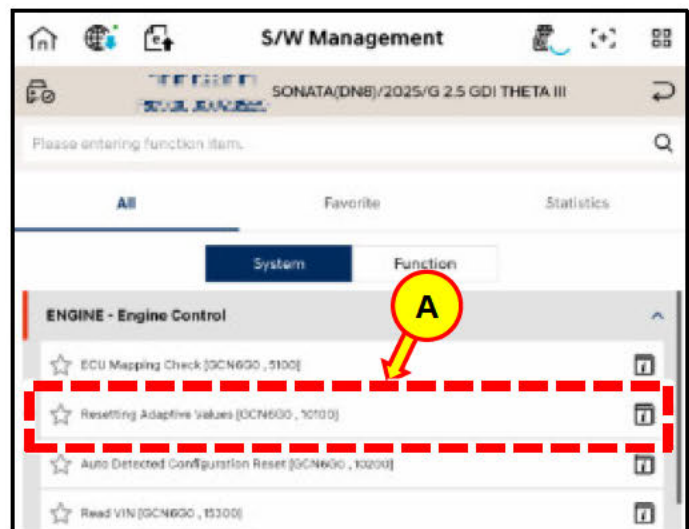 S/W Management
SONATA(DN8)/2025/G 2.5 GDI THETA III
Please entering function item.
All Favorite Statistics
System Function
A
ENGINE - Engine Control
ECU Mapping Check [GCN6G0 , 5100]
Resetting Adaptive Values [GCN6G0 , 10100]
Auto Detected Configuration Reset [GCN6G0 , 10200]
Read VIN [GCN6G0 , 15300]